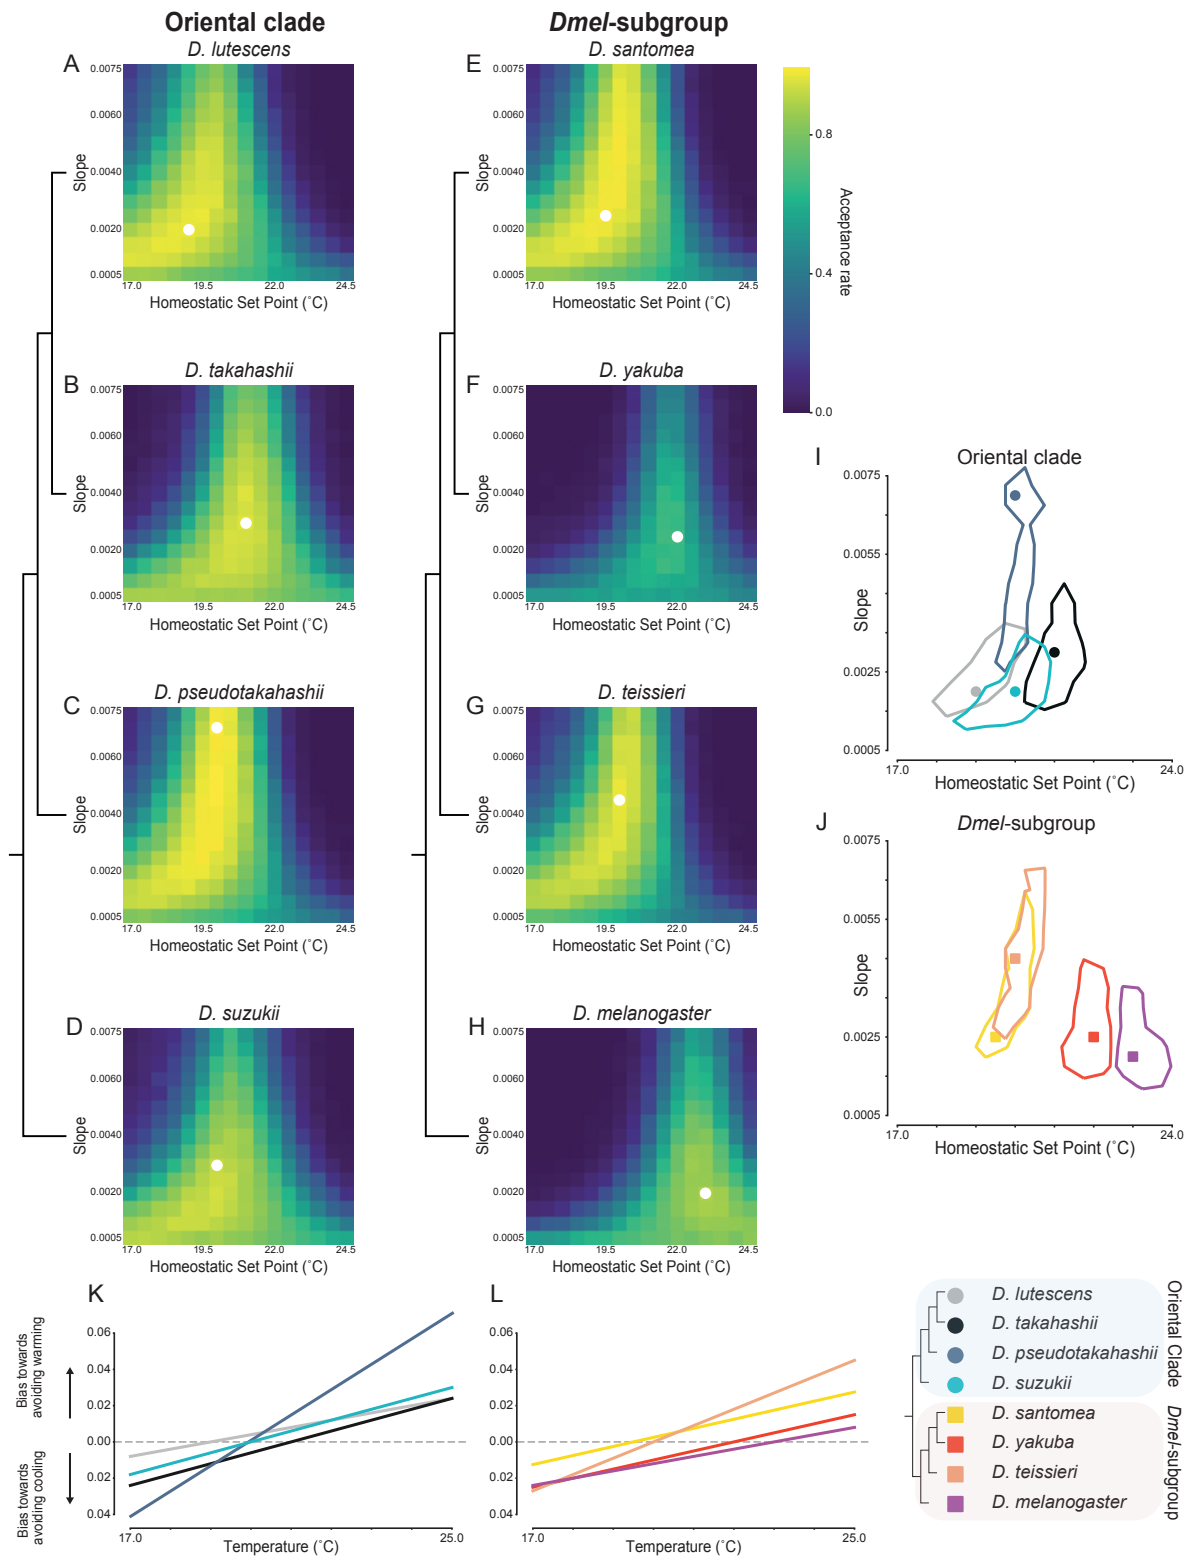 Oriental clade
Dmel-subgroup
A
D. lutescens
0.0075
0.0060
0.0040
0.0020
0.0005
Slope
17.0
19.5
22.0
24.5
Homeostatic Set Point (˚C)
E
D. santomea
0.0075
0.0060
0.0040
0.0020
0.0005
Slope
17.0
19.5
22.0
24.5
Homeostatic Set Point (˚C)
0.8
0.4
0.0
Acceptance rate
B
D. takahashii
0.0075
0.0060
0.0040
0.0020
0.0005
Slope
17.0
19.5
22.0
24.5
Homeostatic Set Point (˚C)
F
D. yakuba
0.0075
0.0060
0.0040
0.0020
0.0005
Slope
17.0
19.5
22.0
24.5
Homeostatic Set Point (˚C)
C
D. pseudotakahashii
0.0075
0.0060
0.0040
0.0020
0.0005
Slope
17.0
19.5
22.0
24.5
Homeostatic Set Point (˚C)
G
D. teissieri
0.0075
0.0060
0.0040
0.0020
0.0005
Slope
17.0
19.5
22.0
24.5
Homeostatic Set Point (˚C)
D
D. suzukii
0.0075
0.0060
0.0040
0.0020
0.0005
Slope
17.0
19.5
22.0
24.5
Homeostatic Set Point (˚C)
H
D. melanogaster
0.0075
0.0060
0.0040
0.0020
0.0005
Slope
17.0
19.5
22.0
24.5
Homeostatic Set Point (˚C)
I
Oriental clade
0.0075
0.0055
0.0025
0.0005
Slope
17.0
24.0
Homeostatic Set Point (˚C)
J
Dmel-subgroup
0.0075
0.0055
0.0025
0.0005
Slope
17.0
24.0
Homeostatic Set Point (˚C)
K
Bias towards
avoiding warming
Bias towards
avoiding cooling
0.06
0.04
0.02
0.00
0.02
0.04
17.0
25.0
Temperature (˚C)
L
0.06
0.04
0.02
0.00
0.02
0.04
17.0
25.0
Temperature (˚C)
D. lutescens
D. takahashii
D. pseudotakahashii
D. suzukii
Oriental Clade
D. santomea
D. yakuba
D. teissieri
D. melanogaster
Dmel-subgroup